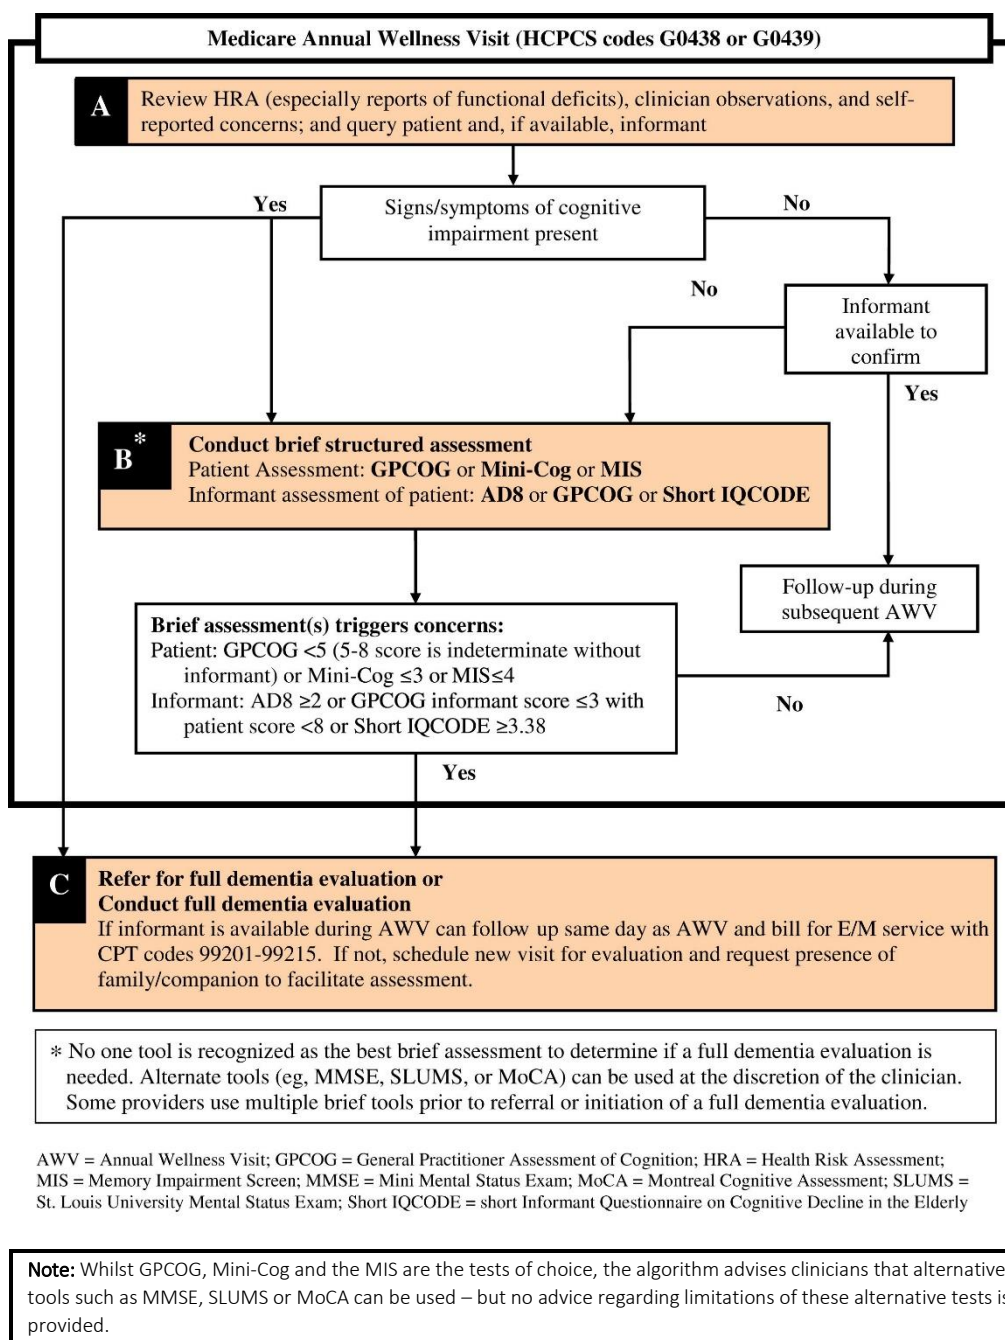 Medicare Annual Wellness Visit (HCPCS codes G0438 or G0439)
A
Review HRA (especially reports of functional deficits), clinician observations, and self-
reported concerns; and query patient and, if available, informant
Yes
Signs/symptoms of cognitive
impairment present
No
No
Informant
available to
confirm
Yes
B*
Conduct brief structured assessment
Patient Assessment: GPCOG or Mini-Cog or MIS
Informant assessment of patient: AD8 or GPCOG or Short IQCODE
Follow-up during
subsequent AWV
Brief assessment(s) triggers concerns:
Patient: GPCOG <5 (5-8 score is indeterminate without
informant) or Mini-Cog ≤3 or MIS≤4
Informant: AD8 ≥2 or GPCOG informant score ≤3 with
patient score <8 or Short IQCODE ≥3.38
No
Yes
C
Refer for full dementia evaluation or
Conduct full dementia evaluation
If informant is available during AWV can follow up same day as AWV and bill for E/M service with
CPT codes 99201-99215. If not, schedule new visit for evaluation and request presence of
family/companion to facilitate assessment.
* No one tool is recognized as the best brief assessment to determine if a full dementia evaluation is
needed. Alternate tools (eg, MMSE, SLUMS, or MoCA) can be used at the discretion of the clinician.
Some providers use multiple brief tools prior to referral or initiation of a full dementia evaluation.
AWV = Annual Wellness Visit; GPCOG = General Practitioner Assessment of Cognition; HRA = Health Risk Assessment;
MIS = Memory Impairment Screen; MMSE = Mini Mental Status Exam; MoCA = Montreal Cognitive Assessment; SLUMS =
St. Louis University Mental Status Exam; Short IQCODE = short Informant Questionnaire on Cognitive Decline in the Elderly
Note: Whilst GPCOG, Mini-Cog and the MIS are the tests of choice, the algorithm advises clinicians that alternative
tools such as MMSE, SLUMS or MoCA can be used – but no advice regarding limitations of these alternative tests is
provided.